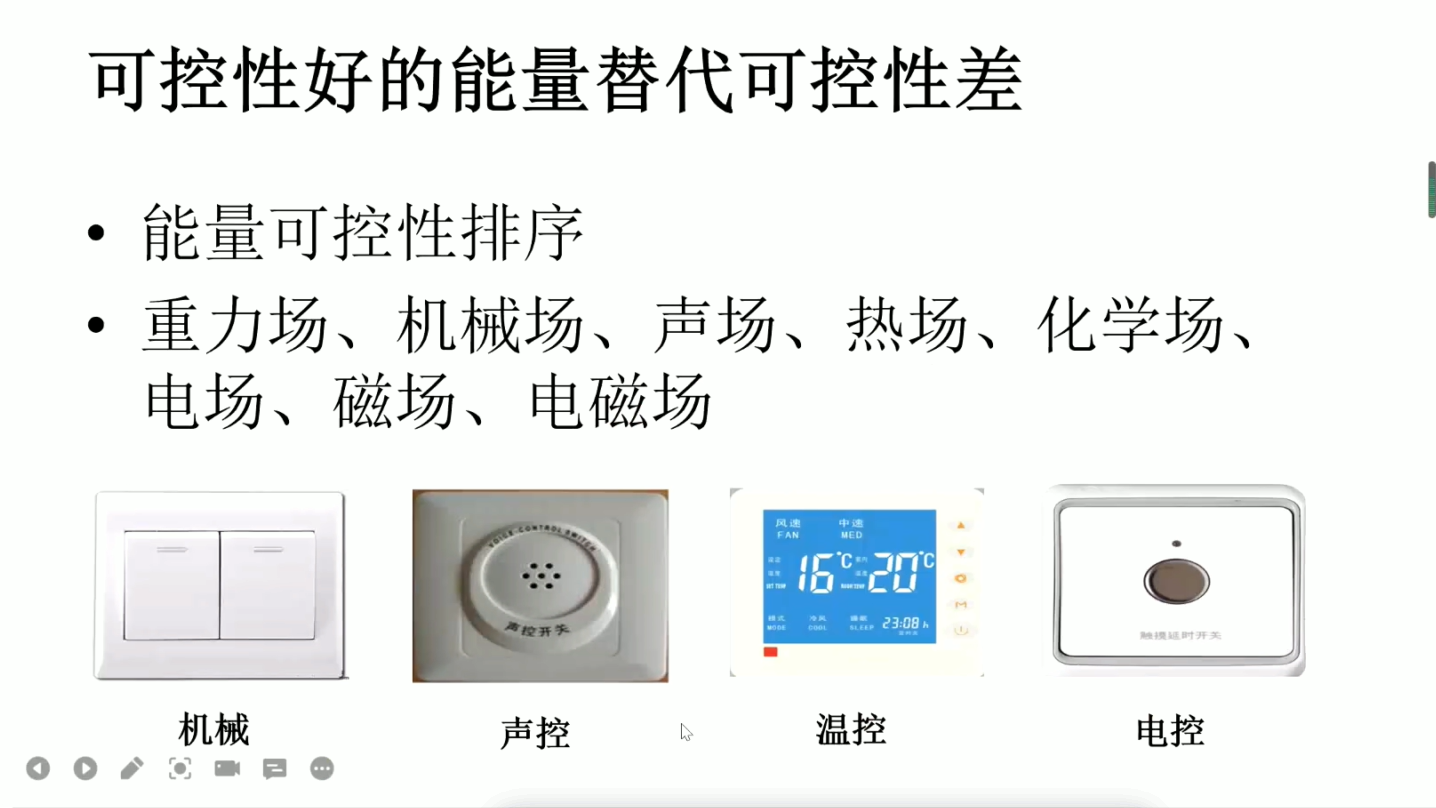 可控性好的能量替代可控性差
• 能量可控性排序
• 重力场、机械场、声场、热场、化学场、
电场、磁场、电磁场
VOICE-CONTROL SWITCH
声控开关
风速 中速
FAN MED
16°C 20°C
SET TEMP ROOM TEMP
模式 冷风 睡眠
MODE COOL SLEEP 23:08 h
M
触摸延时开关
机械 声控 温控 电控